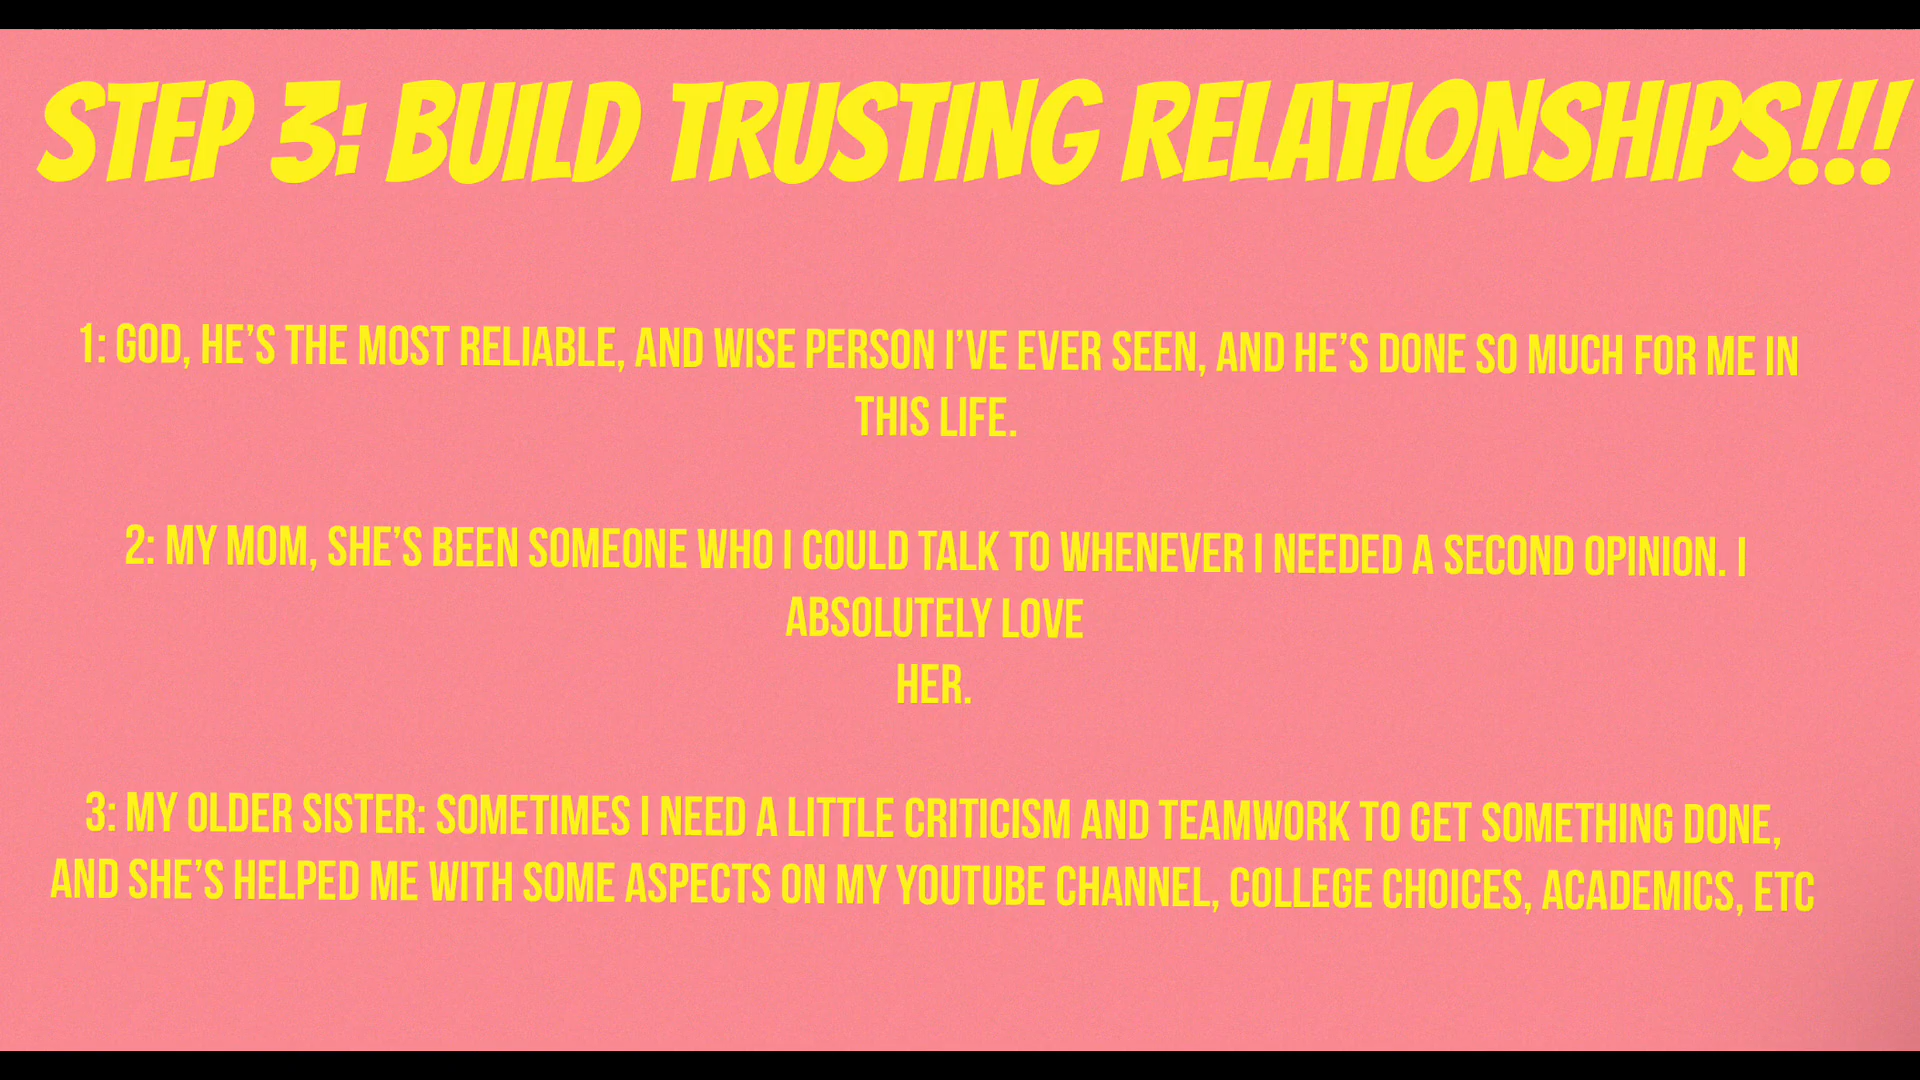 STEP 3: BUILD TRUSTING RELATIONSHIPS!!!
1: GOD, HE’S THE MOST RELIABLE, AND WISE PERSON I’VE EVER SEEN, AND HE’S DONE SO MUCH FOR ME IN
THIS LIFE.
2: MY MOM, SHE’S BEEN SOMEONE WHO I COULD TALK TO WHENEVER I NEEDED A SECOND OPINION. I
ABSOLUTELY LOVE
HER.
3: MY OLDER SISTER: SOMETIMES I NEED A LITTLE CRITICISM AND TEAMWORK TO GET SOMETHING DONE,
AND SHE’S HELPED ME WITH SOME ASPECTS ON MY YOUTUBE CHANNEL, COLLEGE CHOICES, ACADEMICS, ETC